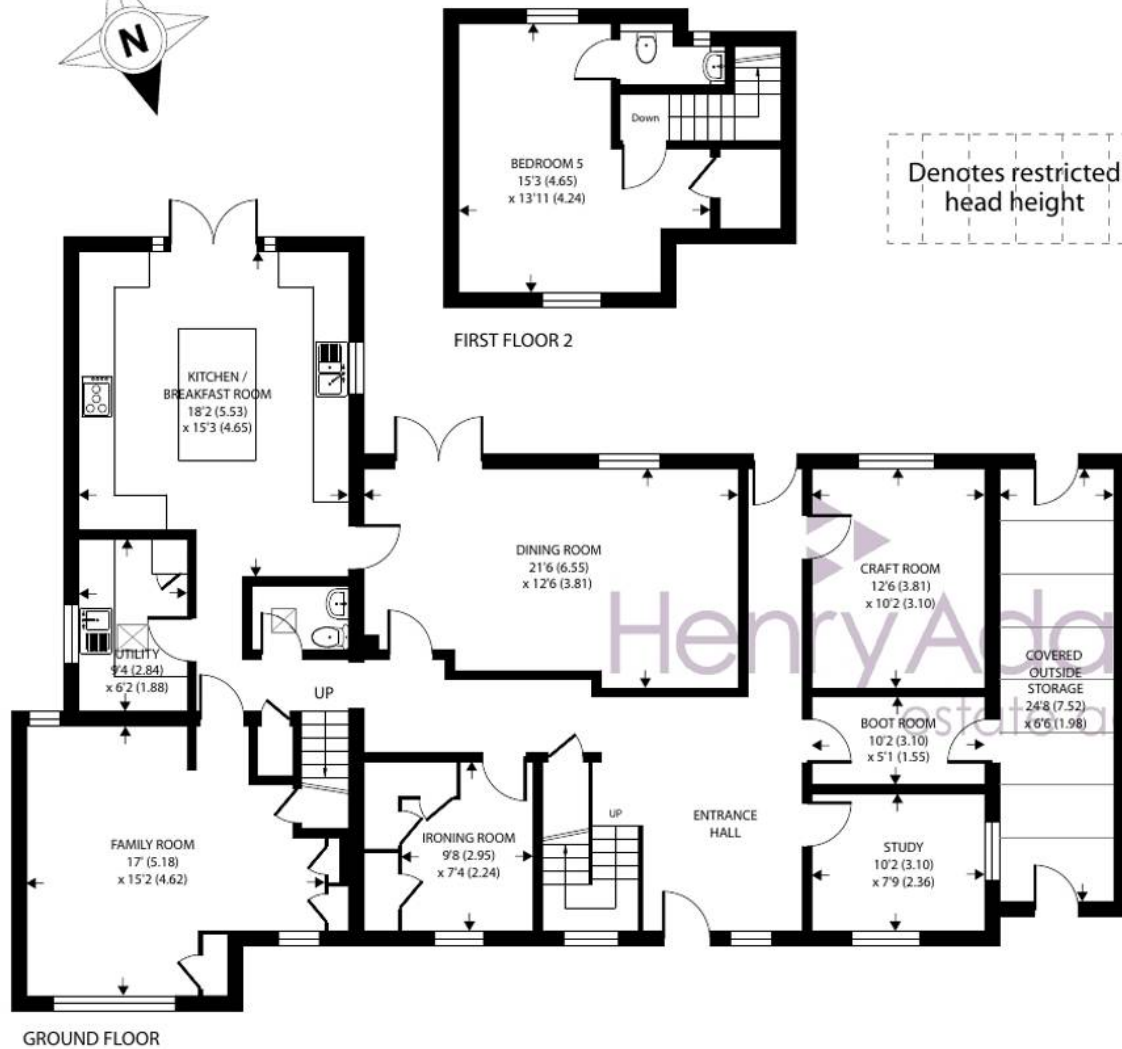 N
Down
BEDROOM 5
15'3 (4.65)
x 13'11 (4.24)
Denotes restricted
head height
FIRST FLOOR 2
KITCHEN /
BREAKFAST ROOM
18'2 (5.53)
x 15'3 (4.65)
DINING ROOM
21'6 (6.55)
x 12'6 (3.81)
CRAFT ROOM
12'6 (3.81)
x 10'2 (3.10)
Henry Ada
estate a
UTILITY
9'4 (2.84)
x 6'2 (1.88)
UP
COVERED
OUTSIDE
STORAGE
24'8 (7.52)
x 6'6 (1.98)
BOOT ROOM
10'2 (3.10)
x 5'1 (1.55)
FAMILY ROOM
17' (5.18)
x 15'2 (4.62)
IRONING ROOM
9'8 (2.95)
x 7'4 (2.24)
UP
ENTRANCE
HALL
STUDY
10'2 (3.10)
x 7'9 (2.36)
GROUND FLOOR